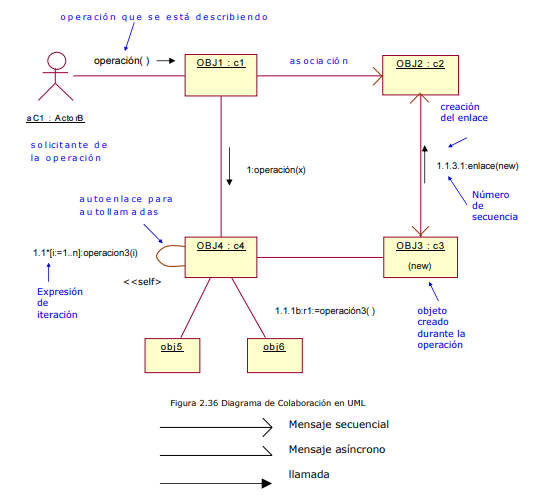 operación que se está describiendo
operación( )
OBJ1 : c1
asociación
OBJ2 : c2
aC1 : ActorB
creación
del enlace
solicitante de
la operación
1:operación(x)
1.1.3.1:enlace(new)
autoenlace para
autollamadas
Número
de
secuencia
1.1*[i:=1..n]:operacion3(i)
OBJ4 : c4
OBJ3 : c3
(new)
<<self>
Expresión
de
iteración
1.1.1b:r1:=operación3( )
objeto
creado
durante la
operación
obj5
obj6
Figura 2.36 Diagrama de Colaboración en UML
Mensaje secuencial
Mensaje asíncrono
llamada